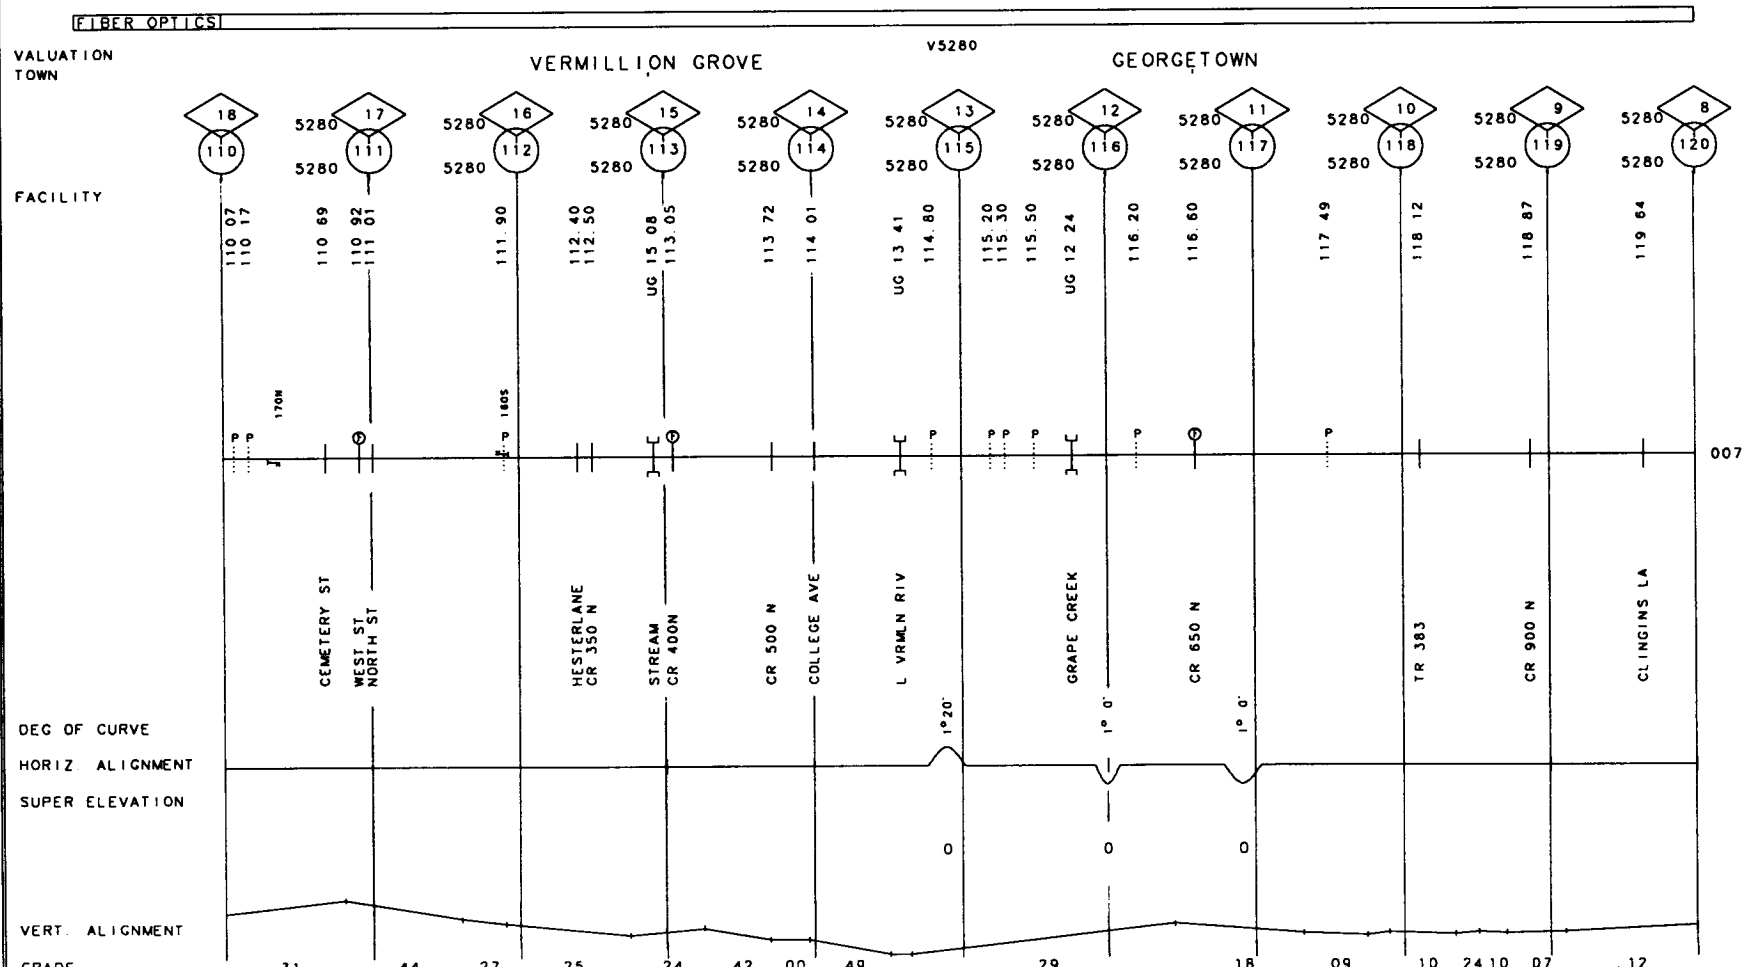 FIBER OPTICS
VALUATION V5280
TOWN VERMILLION GROVE GEORGETOWN
18 17 16 15 14 13 12 11 10 9 8
5280 5280 5280 5280 5280 5280 5280 5280 5280 5280
110 111 112 113 114 115 116 117 118 119 120
5280 5280 5280 5280 5280 5280 5280 5280 5280 5280
FACILITY
110 07
110 17
110 69
110 92
111 01
111.90
112.40
112.50
UG 15 08
113.05
113 72
114 01
UG 13 41
114.80
115.20
115.30
115.50
UG 12 24
116.20
116.60
117 49
118 12
118 87
119 64
170N
160S
P P P P P P P P P
007
CEMETERY ST
WEST ST
NORTH ST
HESTERLANE
CR 350 N
STREAM
CR 400N
CR 500 N
COLLEGE AVE
L VRMLN RIV
GRAPE CREEK
CR 650 N
TR 383
CR 900 N
CLINGINS LA
DEG OF CURVE 1°20' 1° 0' 1° 0'
HORIZ. ALIGNMENT
SUPER ELEVATION
0 0 0
VERT. ALIGNMENT